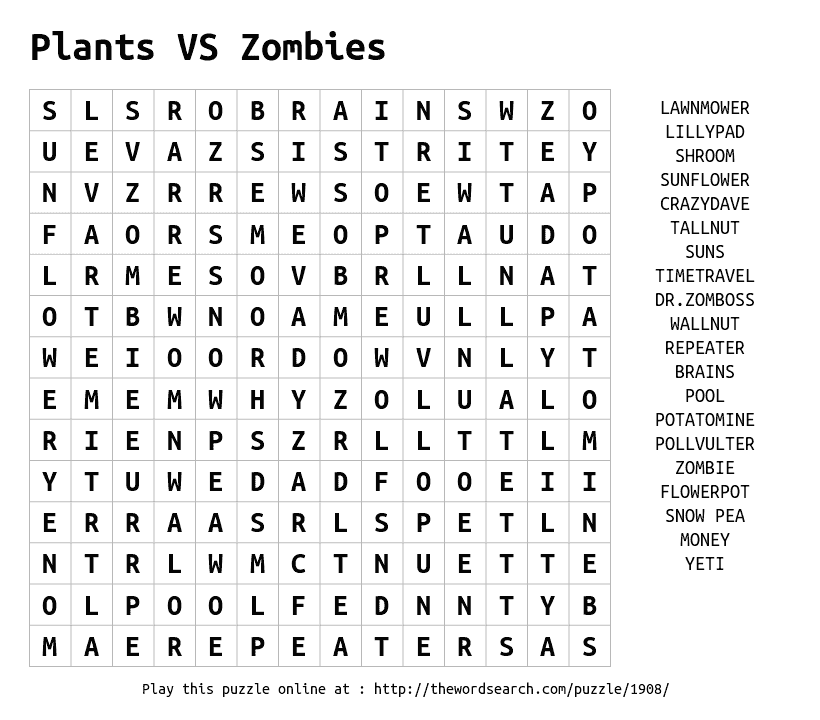 Plants VS Zombies
S L S R O B R A I N S W Z O
U E V A Z S I S T R I T E Y
N V Z R R E W S O E W T A P
F A O R S M E O P T A U D O
L R M E S O V B R L L N A T
O T B W N O A M E U L L P A
W E I O O R D O W V N L Y T
E M E M W H Y Z O L U A L O
R I E N P S Z R L L T T L M
Y T U W E D A D F O O E I I
E R R A A S R L S P E T L N
N T R L W M C T N U E T T E
O L P O O L F E D N N T Y B
M A E R E P E A T E R S A S
LAWNMOWER
LILLYPAD
SHROOM
SUNFLOWER
CRAZYDAVE
TALLNUT
SUNS
TIMETRAVEL
DR.ZOMBOSS
WALLNUT
REPEATER
BRAINS
POOL
POTATOMINE
POLLVULTER
ZOMBIE
FLOWERPOT
SNOW PEA
MONEY
YETI
Play this puzzle online at : http://thewordsearch.com/puzzle/1908/